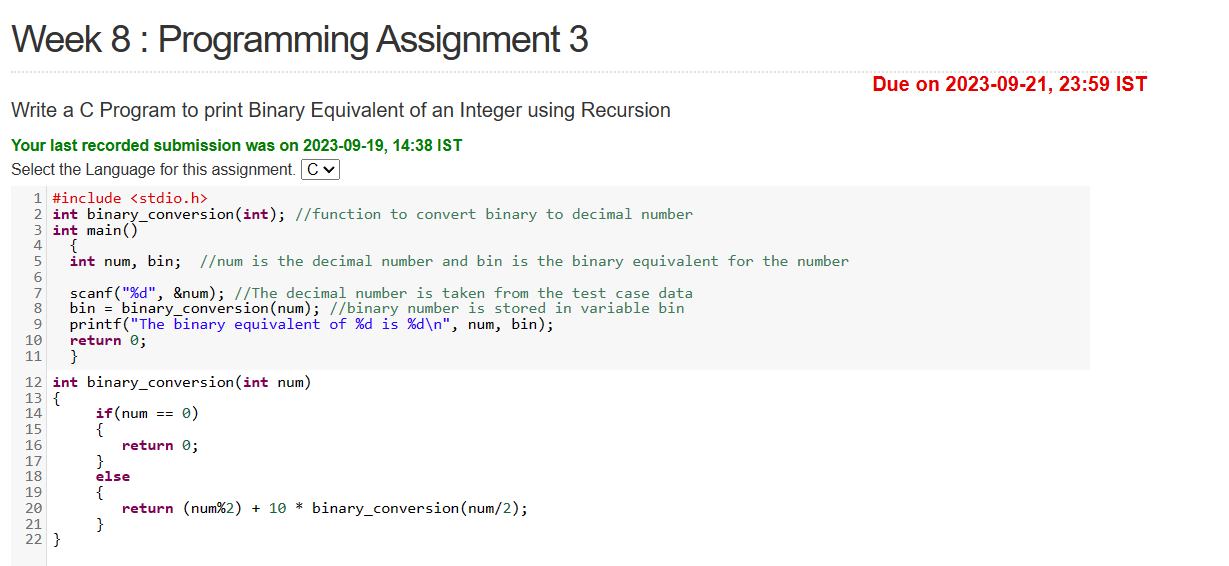 Week 8 : Programming Assignment 3
Due on 2023-09-21, 23:59 IST
Write a C Program to print Binary Equivalent of an Integer using Recursion
Your last recorded submission was on 2023-09-19, 14:38 IST
Select the Language for this assignment. C
1 #include <stdio.h>
2 int binary_conversion(int); //function to convert binary to decimal number
3 int main()
4 {
5 int num, bin;  //num is the decimal number and bin is the binary equivalent for the number
6
7 scanf("%d", &num); //The decimal number is taken from the test case data
8 bin = binary_conversion(num); //binary number is stored in variable bin
9 printf("The binary equivalent of %d is %d\n", num, bin);
10 return 0;
11 }
12 int binary_conversion(int num)
13 {
14 if(num == 0)
15 {
16 return 0;
17 }
18 else
19 {
20 return (num%2) + 10 * binary_conversion(num/2);
21 }
22 }